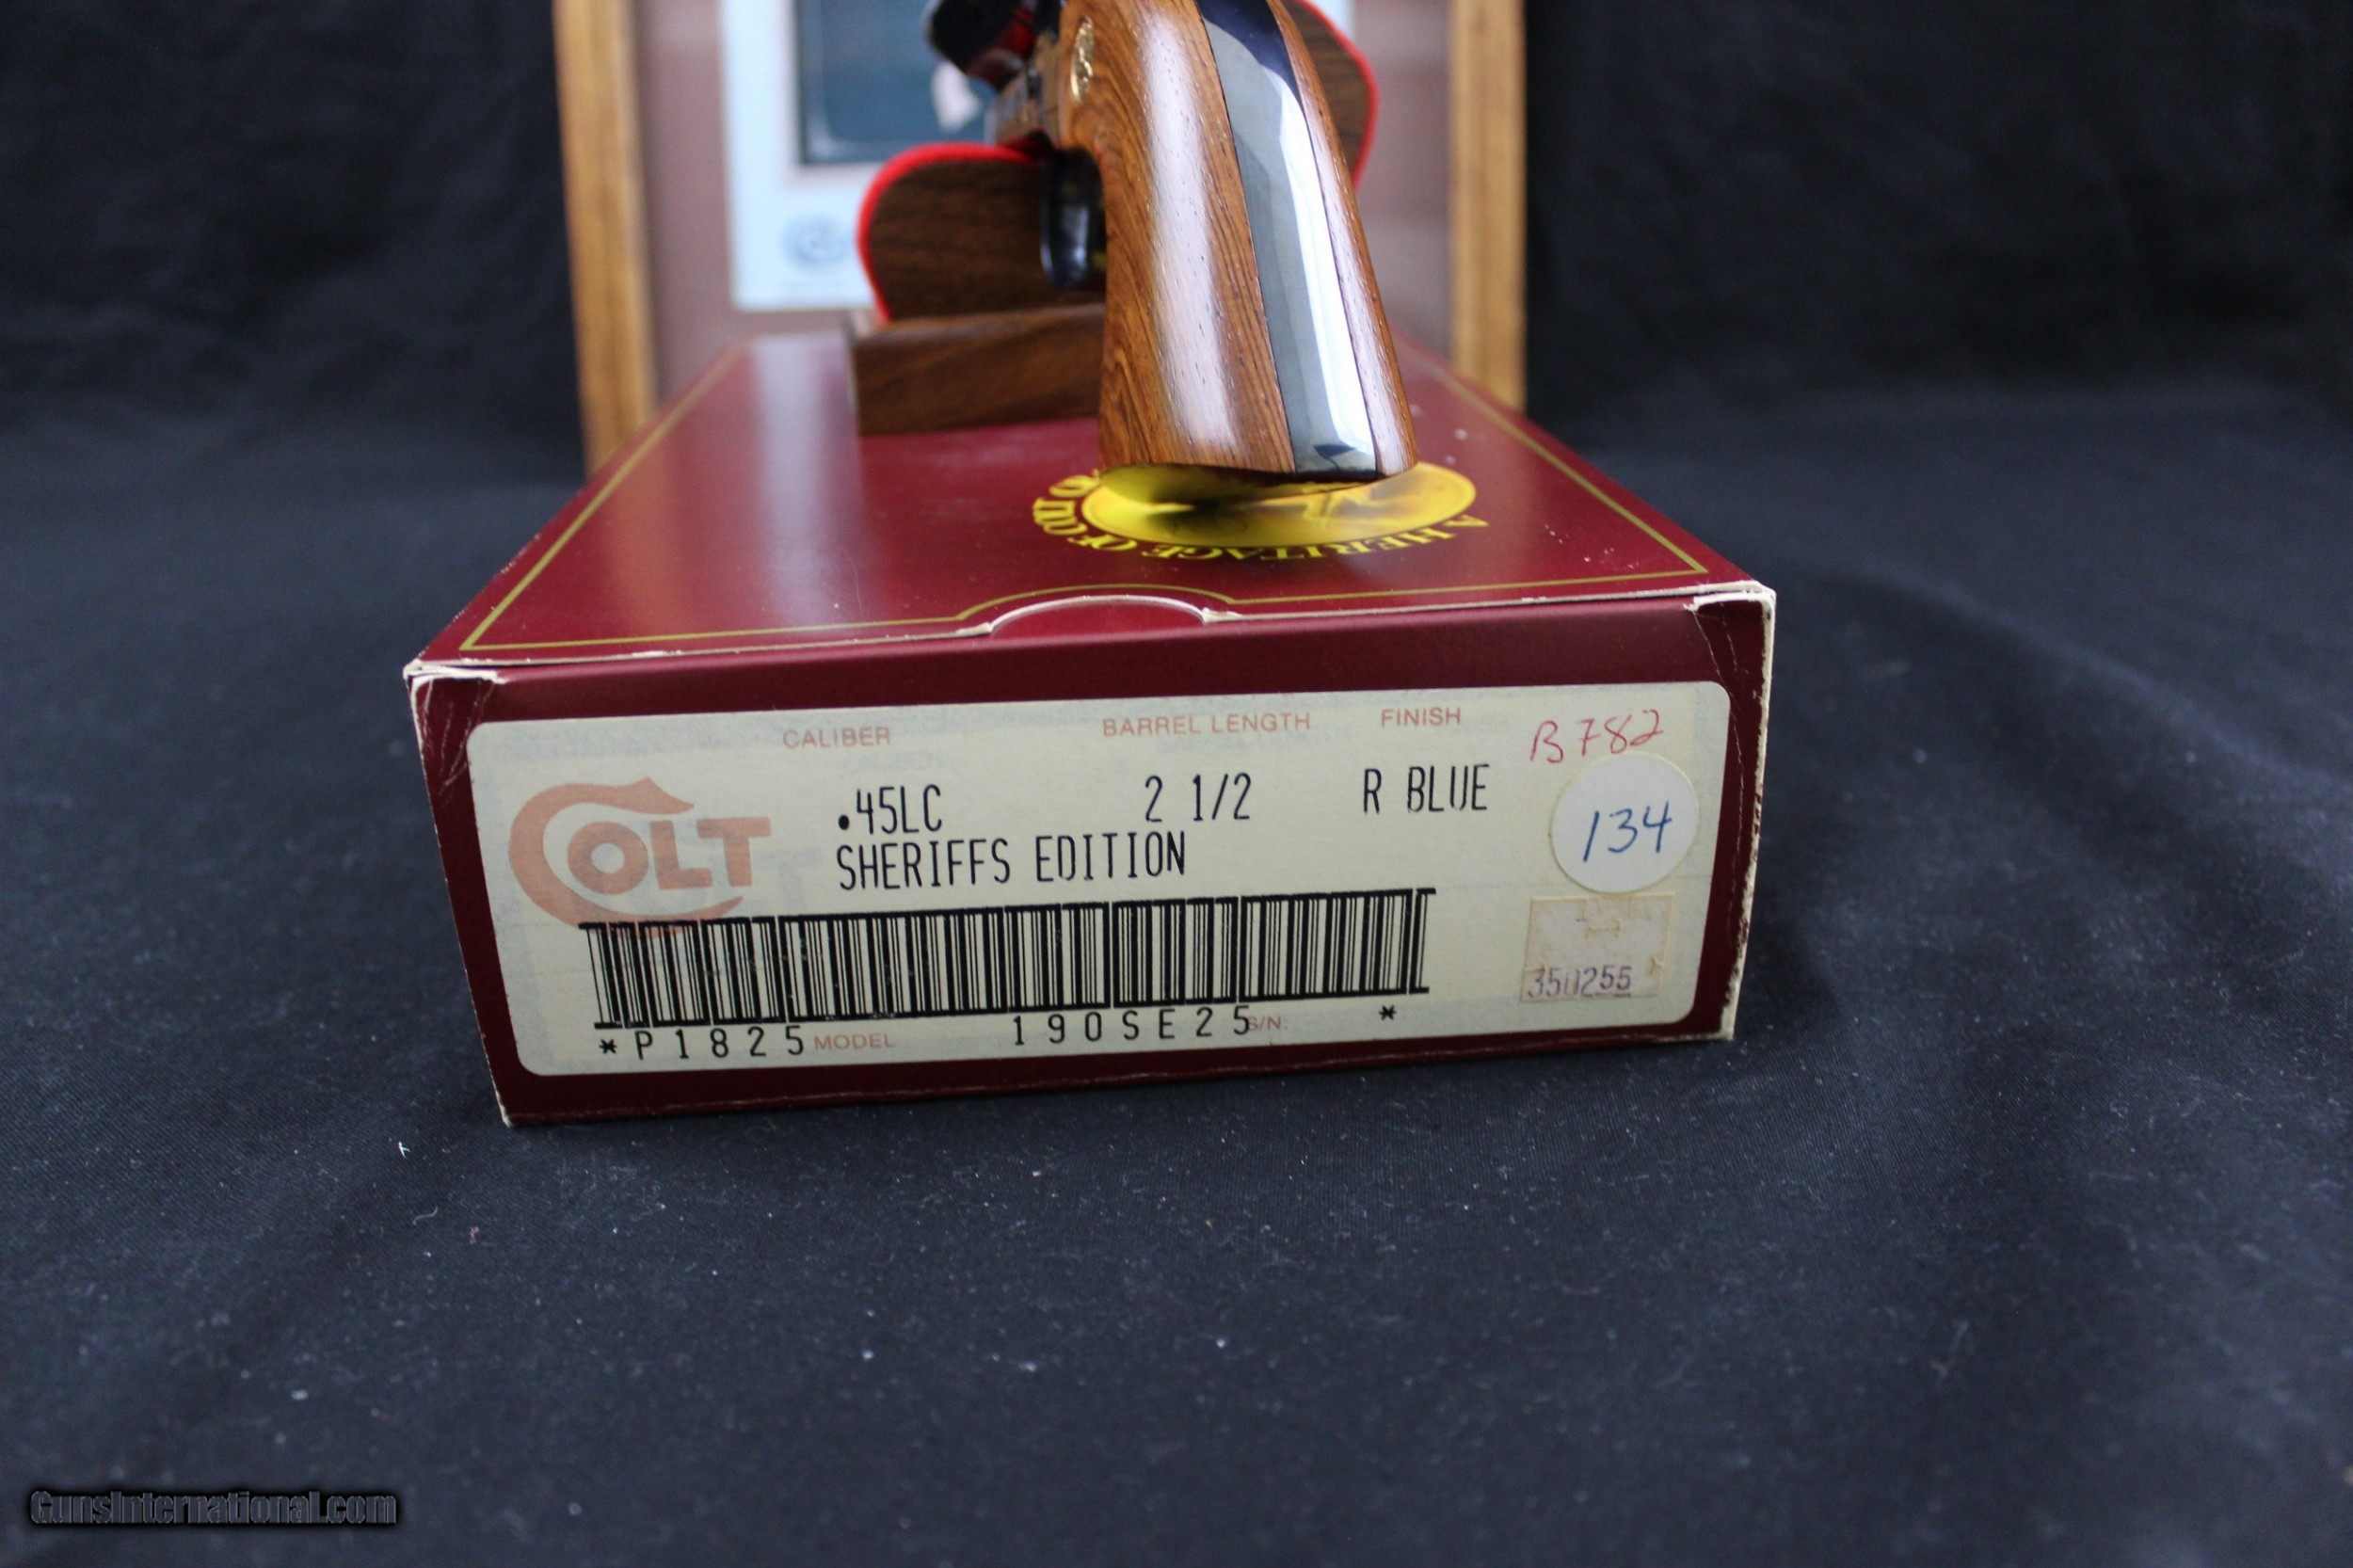 A HERITAGE OF
CALIBER BARREL LENGTH FINISH
B782
COLT
.45LC 2 1/2 R BLUE
134
SHERIFFS EDITION
350255
*P1825 MODEL 190SE25 S/N: *
GunsInternational.com